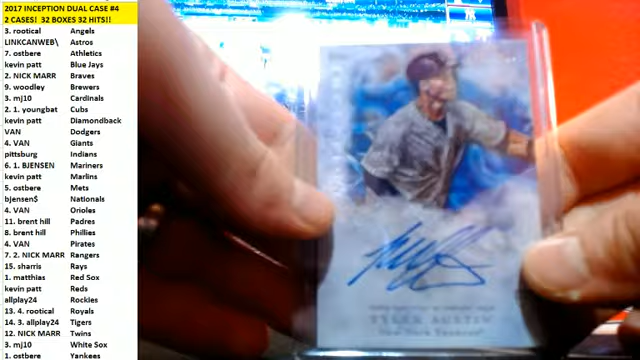 2017 INCEPTION DUAL CASE #4
2 CASES!  32 BOXES 32 HITS!!
3. rootical Angels
LINKCANWEB\ Astros
7. ostbere Athletics
kevin patt Blue Jays
2. NICK MARR Braves
9. woodley Brewers
3. mj10 Cardinals
2. 1. youngbat Cubs
kevin patt Diamondback
VAN Dodgers
4. VAN Giants
pittsburg Indians
6. 1. BJENSEN Mariners
kevin patt Marlins
5. ostbere Mets
bjensen$ Nationals
4. VAN Orioles
11. brent hill Padres
8. brent hill Phillies
4. VAN Pirates
7. 2. NICK MARR Rangers
15. sharris Rays
1. matthias Red Sox
kevin patt Reds
allplay24 Rockies
13. 4. rootical Royals
14. 3. allplay24 Tigers
12. NICK MARR Twins
3. mj10 White Sox
1. ostbere Yankees
TYLER AUSTIN
New York Yankees